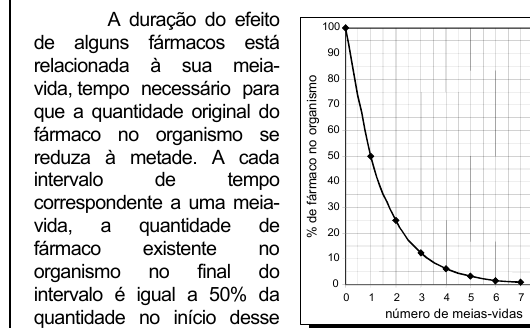 A duração do efeito
de alguns fármacos está
relacionada à sua meia-
vida, tempo necessário para
que a quantidade original do
fármaco no organismo se
reduza à metade. A cada
intervalo de tempo
correspondente a uma meia-
vida, a quantidade de
fármaco existente no
organismo no final do
intervalo é igual a 50% da
quantidade no início desse
% de fármaco no organismo
100
90
80
70
60
50
40
30
20
10
0
0 1 2 3 4 5 6 7
número de meias-vidas